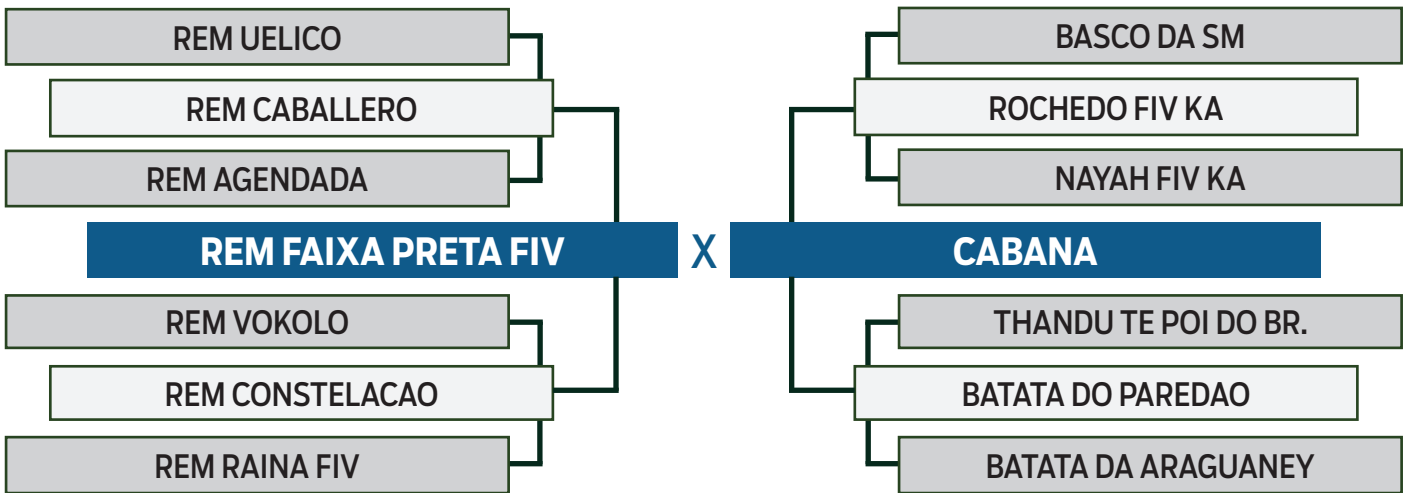 REM UELICO
REM CABALLERO
REM AGENDADA
REM FAIXA PRETA FIV
REM VOKOLO
REM CONSTELACAO
REM RAINA FIV
X
BASCO DA SM
ROCHEDO FIV KA
NAYAH FIV KA
CABANA
THANDU TE POI DO BR.
BATATA DO PAREDAO
BATATA DA ARAGUANEY